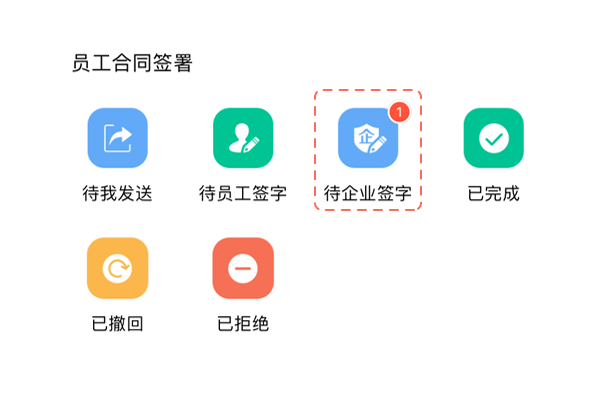 员工合同签署
1
企
待我发送
待员工签字
待企业签字
已完成
已撤回
已拒绝